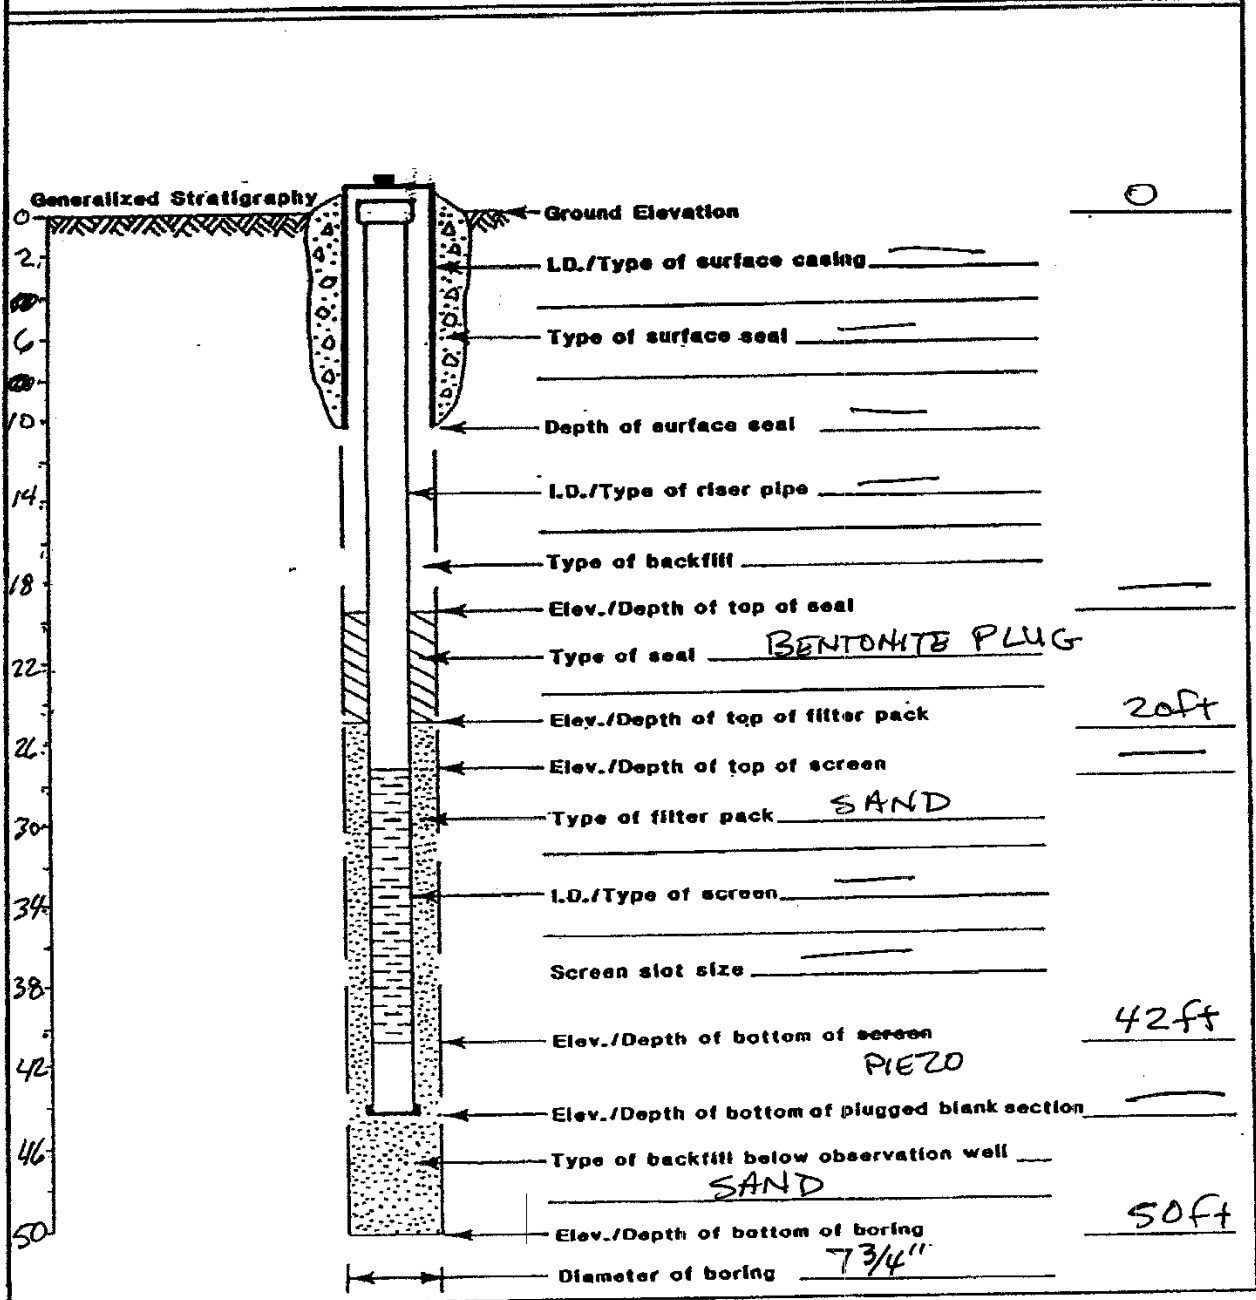 Generalized Stratigraphy
0
Ground Elevation 0
2
I.D./Type of surface casing —
6
Type of surface seal —
10
Depth of surface seal —
14
I.D./Type of riser pipe —
Type of backfill
18
Elev./Depth of top of seal —
22
Type of seal BENTONITE PLUG
Elev./Depth of top of filter pack 20ft
26
Elev./Depth of top of screen —
30
Type of filter pack SAND
34
I.D./Type of screen —
38
Screen slot size —
Elev./Depth of bottom of screen 42ft
PIEZO
42
Elev./Depth of bottom of plugged blank section —
46
Type of backfill below observation well
SAND
50
Elev./Depth of bottom of boring 50ft
Diameter of boring 7 3/4"